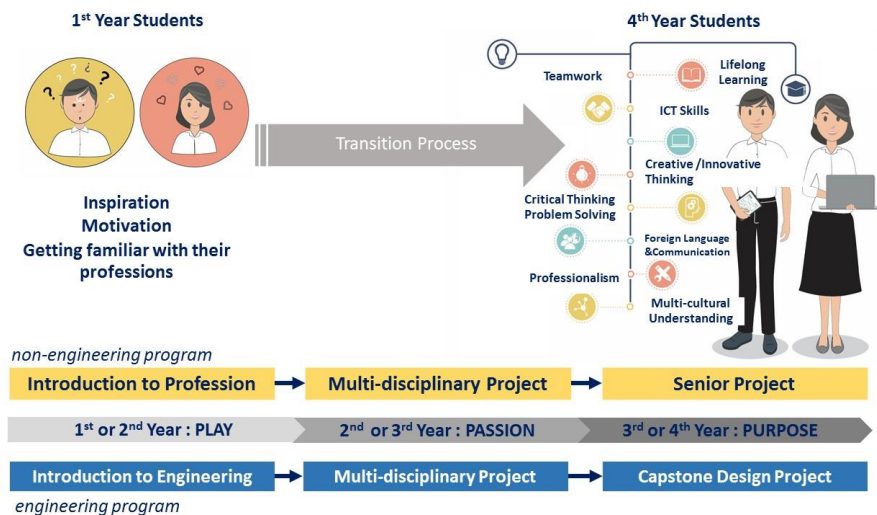 1st Year Students
4th Year Students
? ? ¿ ? ? ?
Teamwork
Lifelong
Learning
ICT Skills
Transition Process
Creative /Innovative
Thinking
Critical Thinking
Problem Solving
Inspiration
Motivation
Getting familiar with their
professions
Foreign Language
&Communication
Professionalism
Multi-cultural
Understanding
non-engineering program
Introduction to Profession
Multi-disciplinary Project
Senior Project
1st or 2nd Year : PLAY
2nd or 3rd Year : PASSION
3rd or 4th Year : PURPOSE
Introduction to Engineering
Multi-disciplinary Project
Capstone Design Project
engineering program